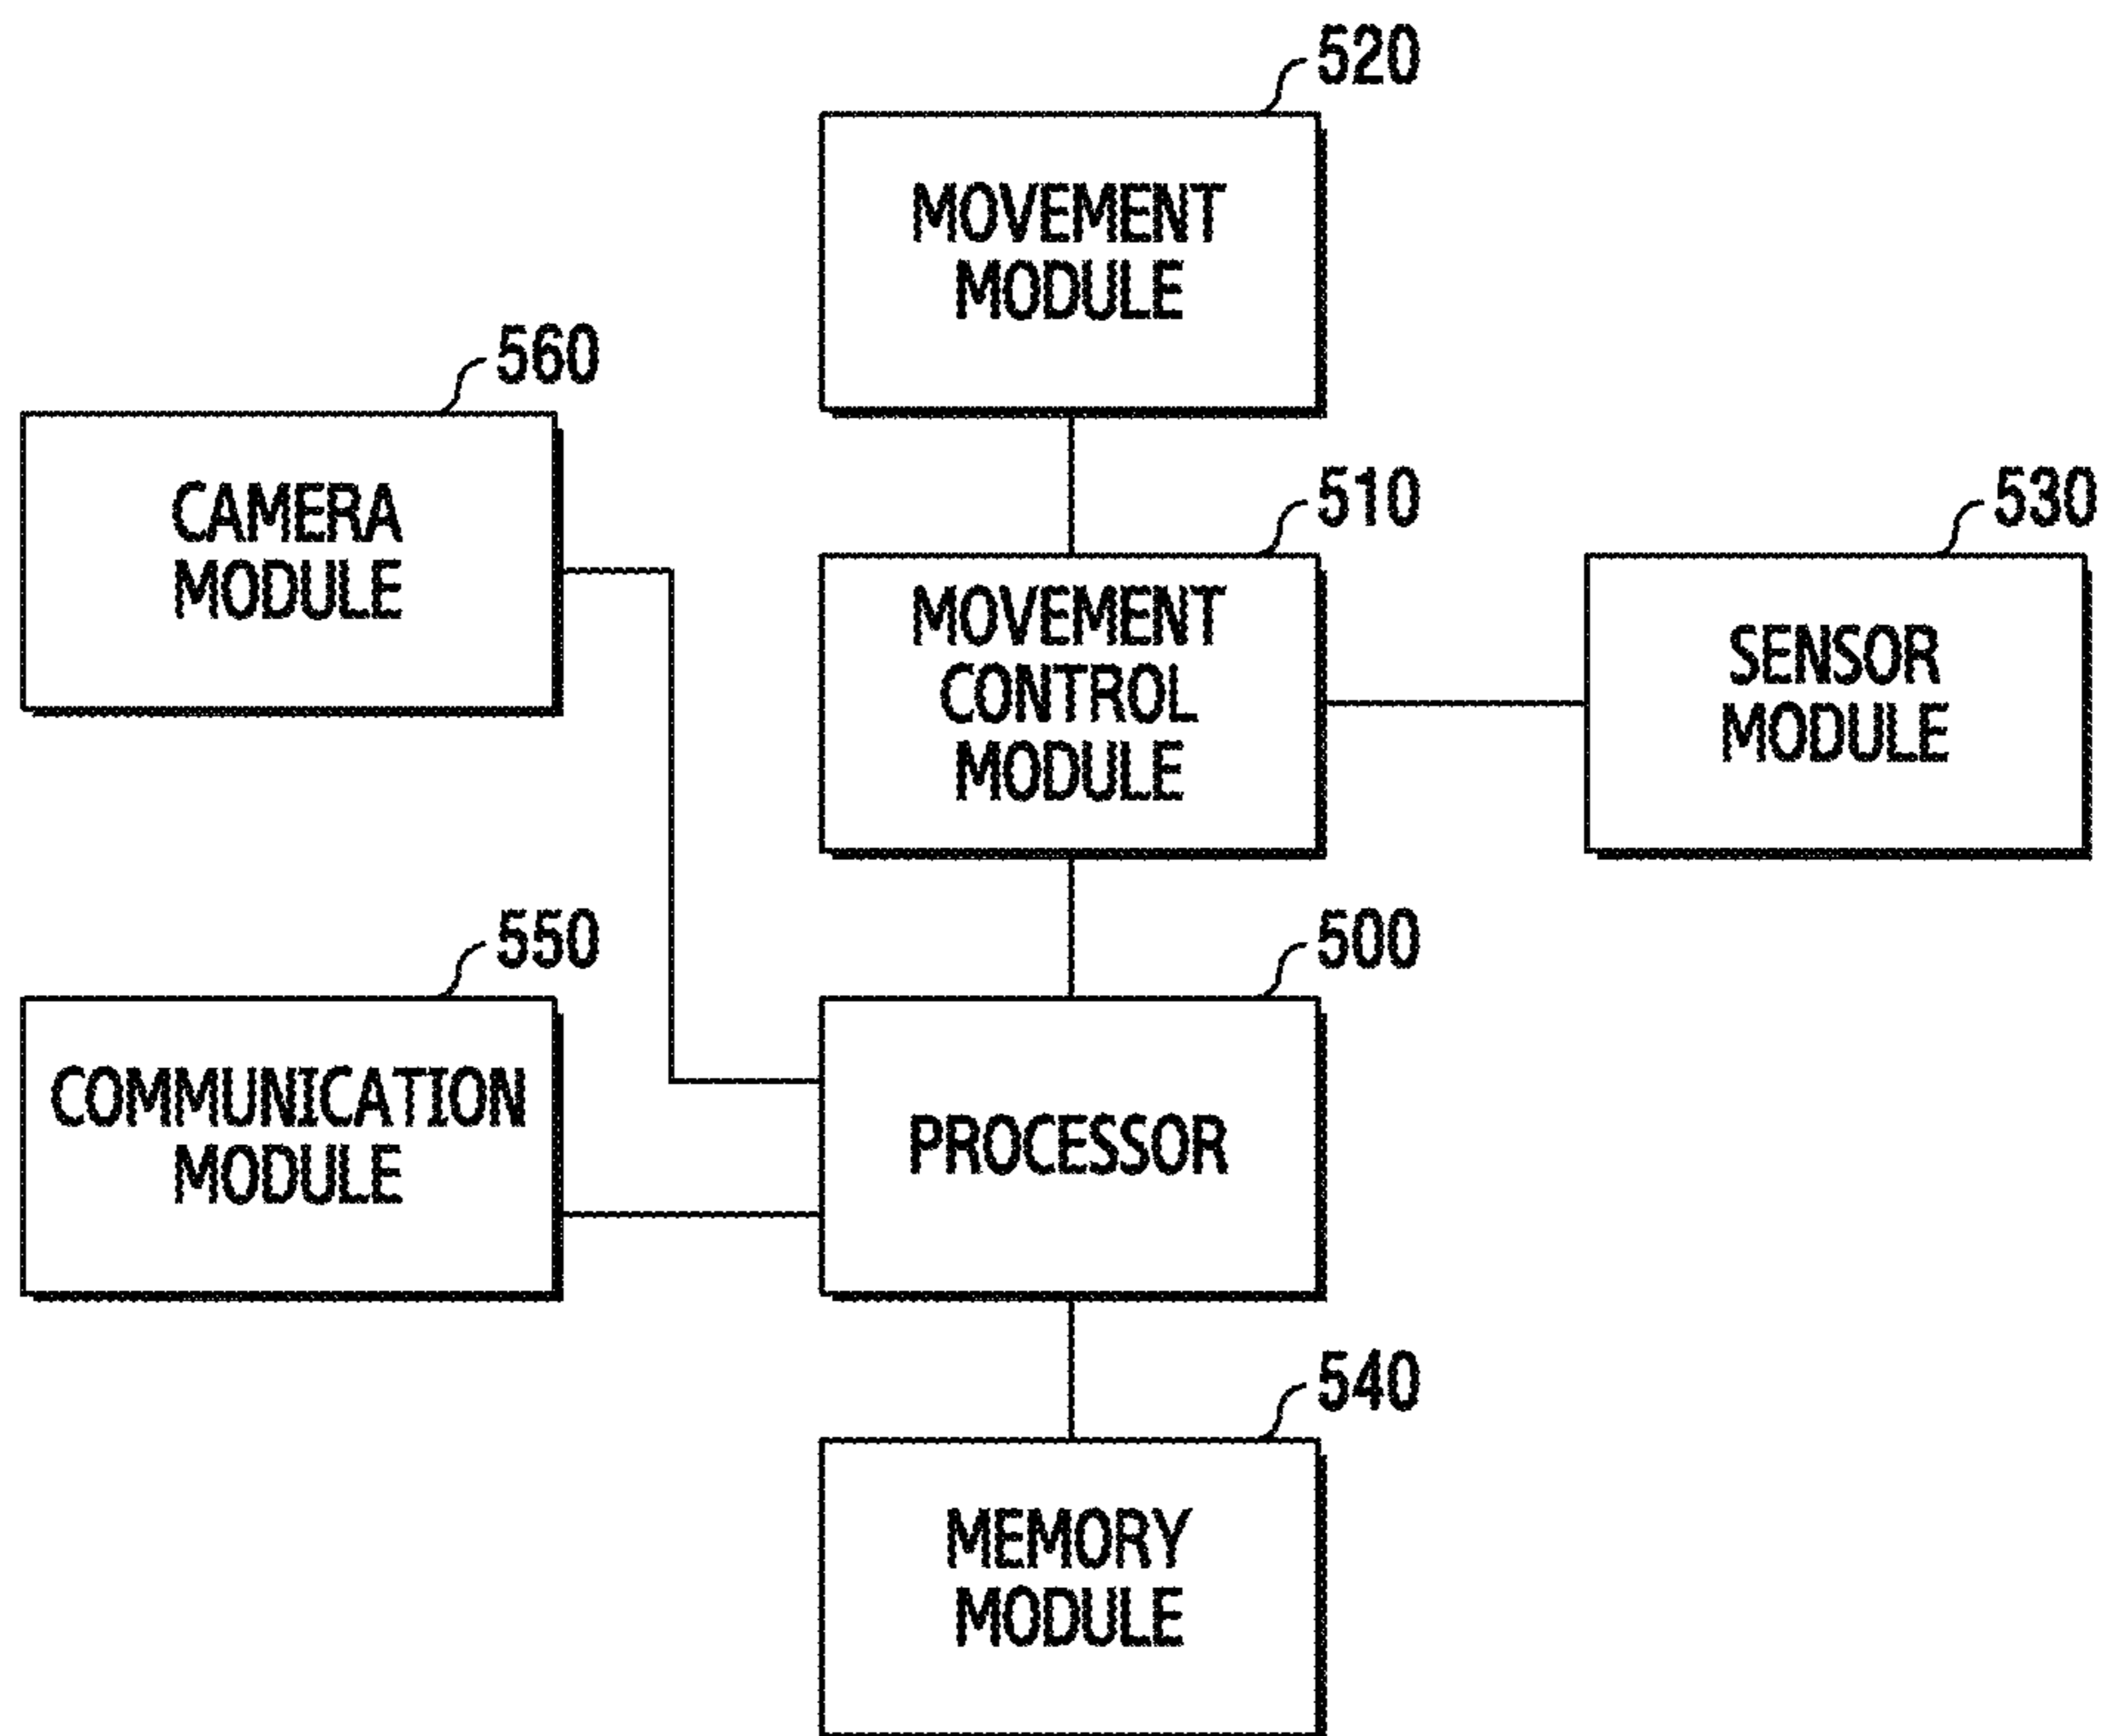 520
MOVEMENT
MODULE
560
CAMERA
MODULE
510
MOVEMENT
CONTROL
MODULE
530
SENSOR
MODULE
550
COMMUNICATION
MODULE
500
PROCESSOR
540
MEMORY
MODULE